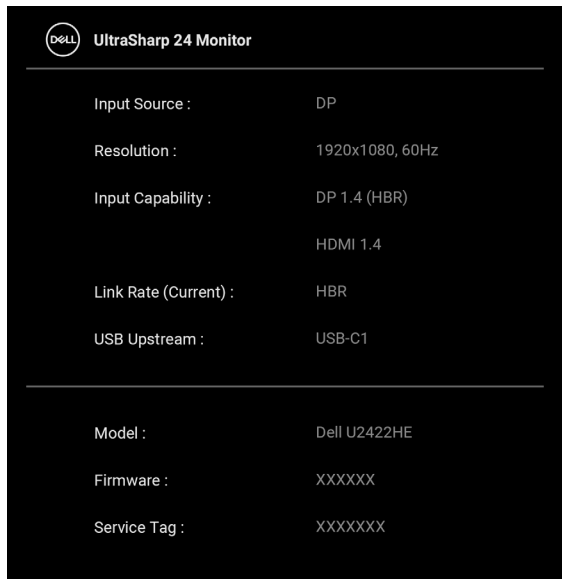 DELL UltraSharp 24 Monitor
Input Source : DP
Resolution : 1920x1080, 60Hz
Input Capability : DP 1.4 (HBR)
HDMI 1.4
Link Rate (Current) : HBR
USB Upstream : USB-C1
Model : Dell U2422HE
Firmware : XXXXXX
Service Tag : XXXXXXX